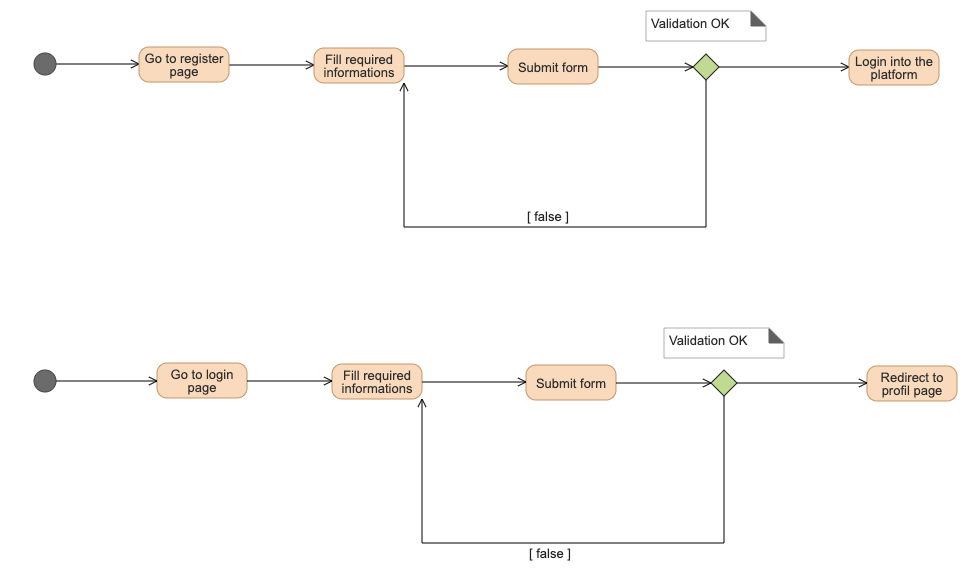 Validation OK
Go to register
page
Fill required
informations
Submit form
Login into the
platform
[ false ]
Validation OK
Go to login
page
Fill required
informations
Submit form
Redirect to
profil page
[ false ]